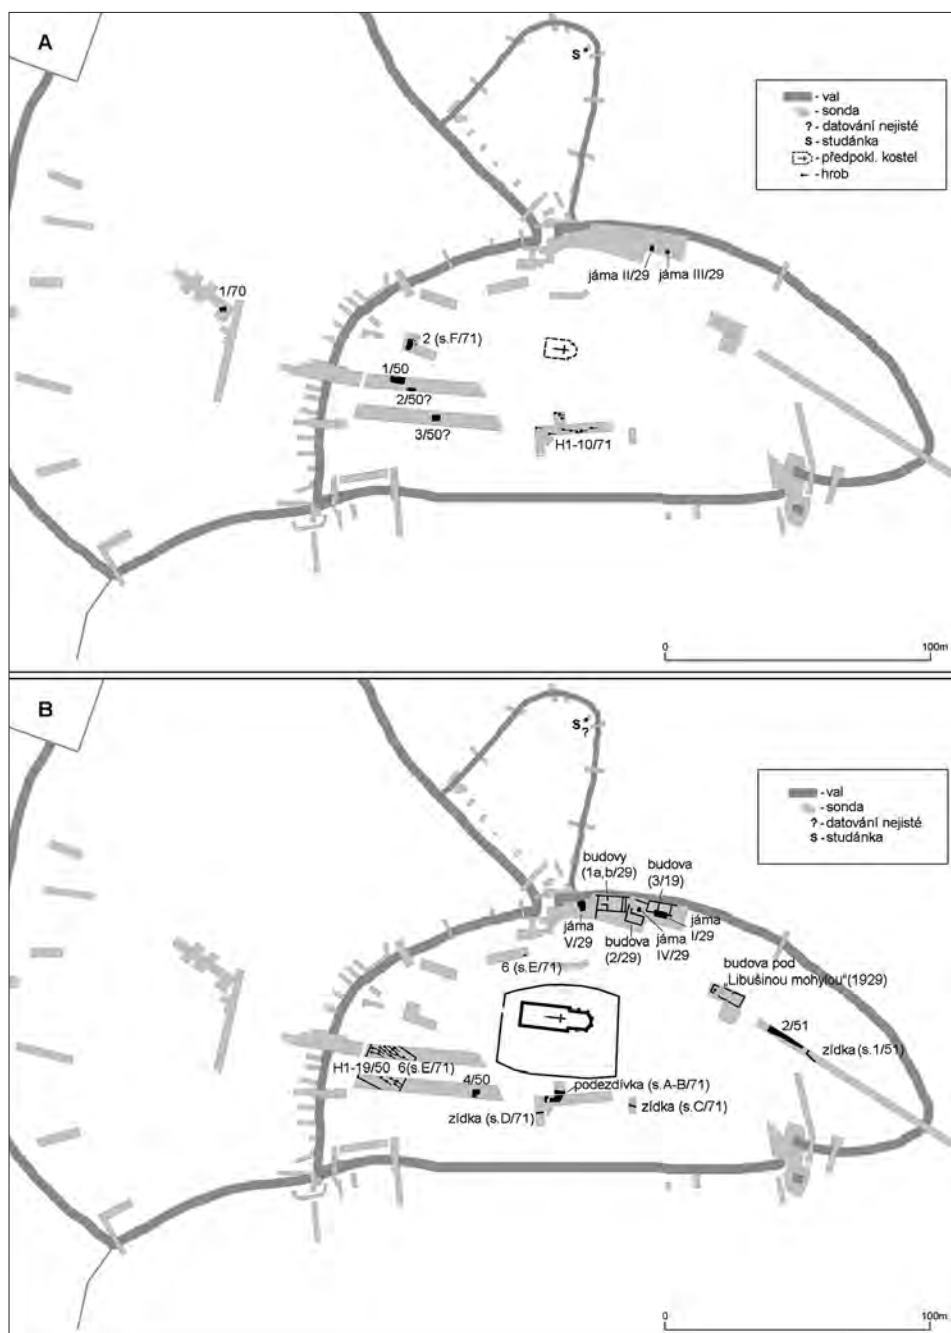 A
S
- val
- sonda
? - datování nejisté
S - studánka
- předpokl. kostel
- hrob
jáma II/29
jáma III/29
1/70
2 (s.F/71)
1/50
2/50?
3/50?
H1-10/71
0
100m
B
S
?
- val
- sonda
? - datování nejisté
S - studánka
budovy
(1a,b/29)
budova
(3/19)
jáma
V/29
budova
(2/29)
jáma
IV/29
jáma
I/29
6 (s.E/71)
budova pod
„Libušinou mohylou“(1929)
2/51
zídka (s.1/51)
H1-19/50
6(s.E/71)
4/50
podezdívka (s.A-B/71)
zídka (s.D/71)
zídka (s.C/71)
0
100m